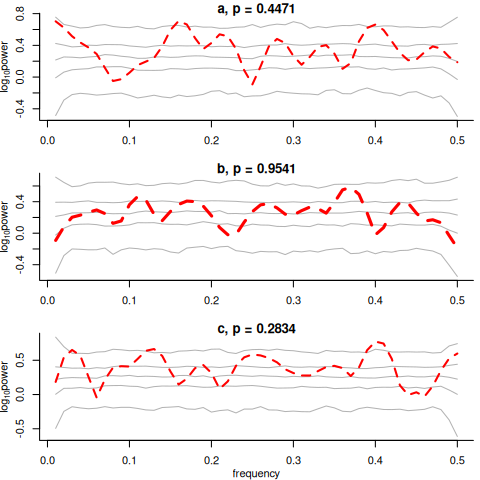 a, p = 0.4471
log₁₀power
0.8
0.4
0.0
-0.4
0.0 0.1 0.2 0.3 0.4 0.5
b, p = 0.9541
log₁₀power
0.4
0.0
-0.4
0.0 0.1 0.2 0.3 0.4 0.5
c, p = 0.2834
log₁₀power
0.5
0.0
-0.5
0.0 0.1 0.2 0.3 0.4 0.5
frequency